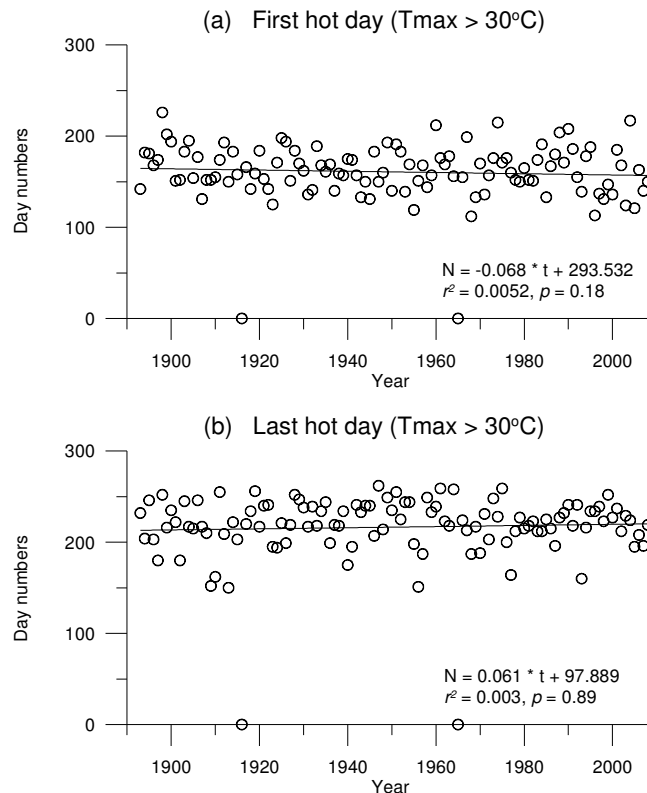 (a) First hot day (Tmax > 30°C)
300
200
100
0
Day numbers
N = -0.068 * t + 293.532
r² = 0.0052, p = 0.18
1900 1920 1940 1960 1980 2000
Year
(b) Last hot day (Tmax > 30°C)
300
200
100
0
Day numbers
N = 0.061 * t + 97.889
r² = 0.003, p = 0.89
1900 1920 1940 1960 1980 2000
Year